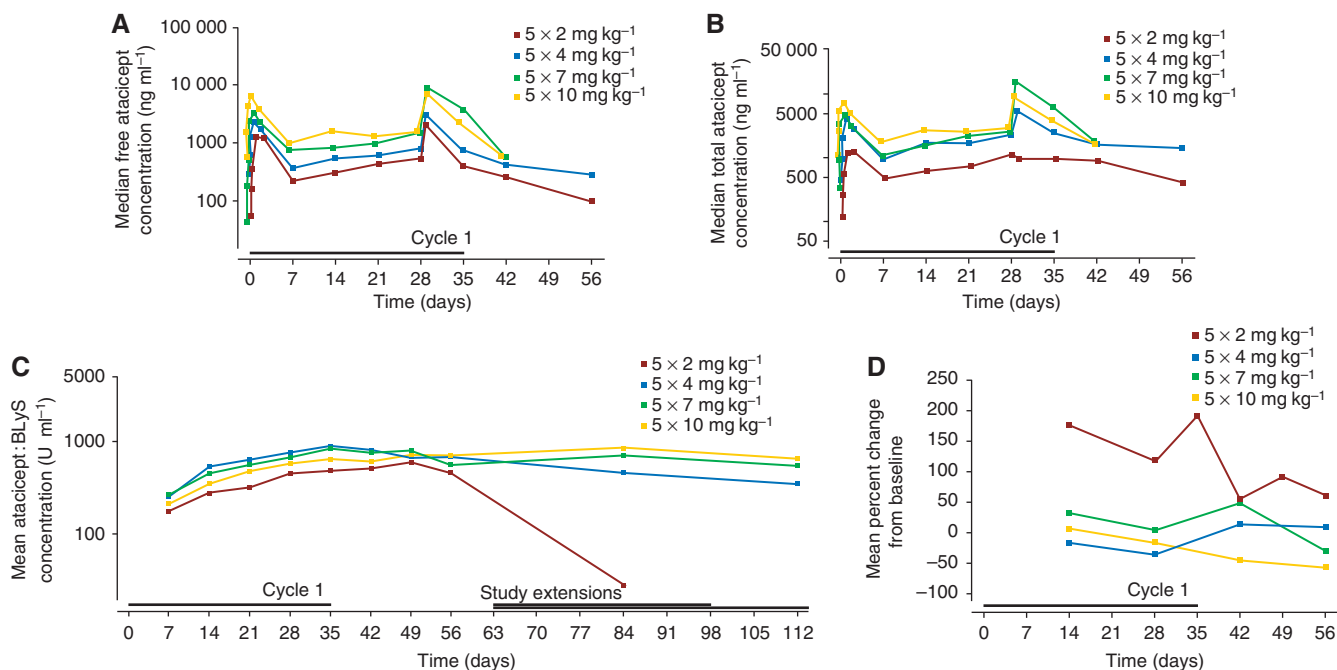 A
Median free atacicept
concentration (ng ml⁻¹)
100 000
10 000
1000
100
5 × 2 mg kg⁻¹
5 × 4 mg kg⁻¹
5 × 7 mg kg⁻¹
5 × 10 mg kg⁻¹
Cycle 1
0 7 14 21 28 35 42 49 56
Time (days)
B
Median total atacicept
concentration (ng ml⁻¹)
50 000
5000
500
50
5 × 2 mg kg⁻¹
5 × 4 mg kg⁻¹
5 × 7 mg kg⁻¹
5 × 10 mg kg⁻¹
Cycle 1
0 7 14 21 28 35 42 49 56
Time (days)
C
Mean atacicept:BLyS
concentration (U ml⁻¹)
5000
1000
100
5 × 2 mg kg⁻¹
5 × 4 mg kg⁻¹
5 × 7 mg kg⁻¹
5 × 10 mg kg⁻¹
Cycle 1
Study extensions
0 7 14 21 28 35 42 49 56 63 70 77 84 91 98 105 112
Time (days)
D
Mean percent change
from baseline
250
200
150
100
50
0
−50
−100
5 × 2 mg kg⁻¹
5 × 4 mg kg⁻¹
5 × 7 mg kg⁻¹
5 × 10 mg kg⁻¹
Cycle 1
0 7 14 21 28 35 42 49 56
Time (days)